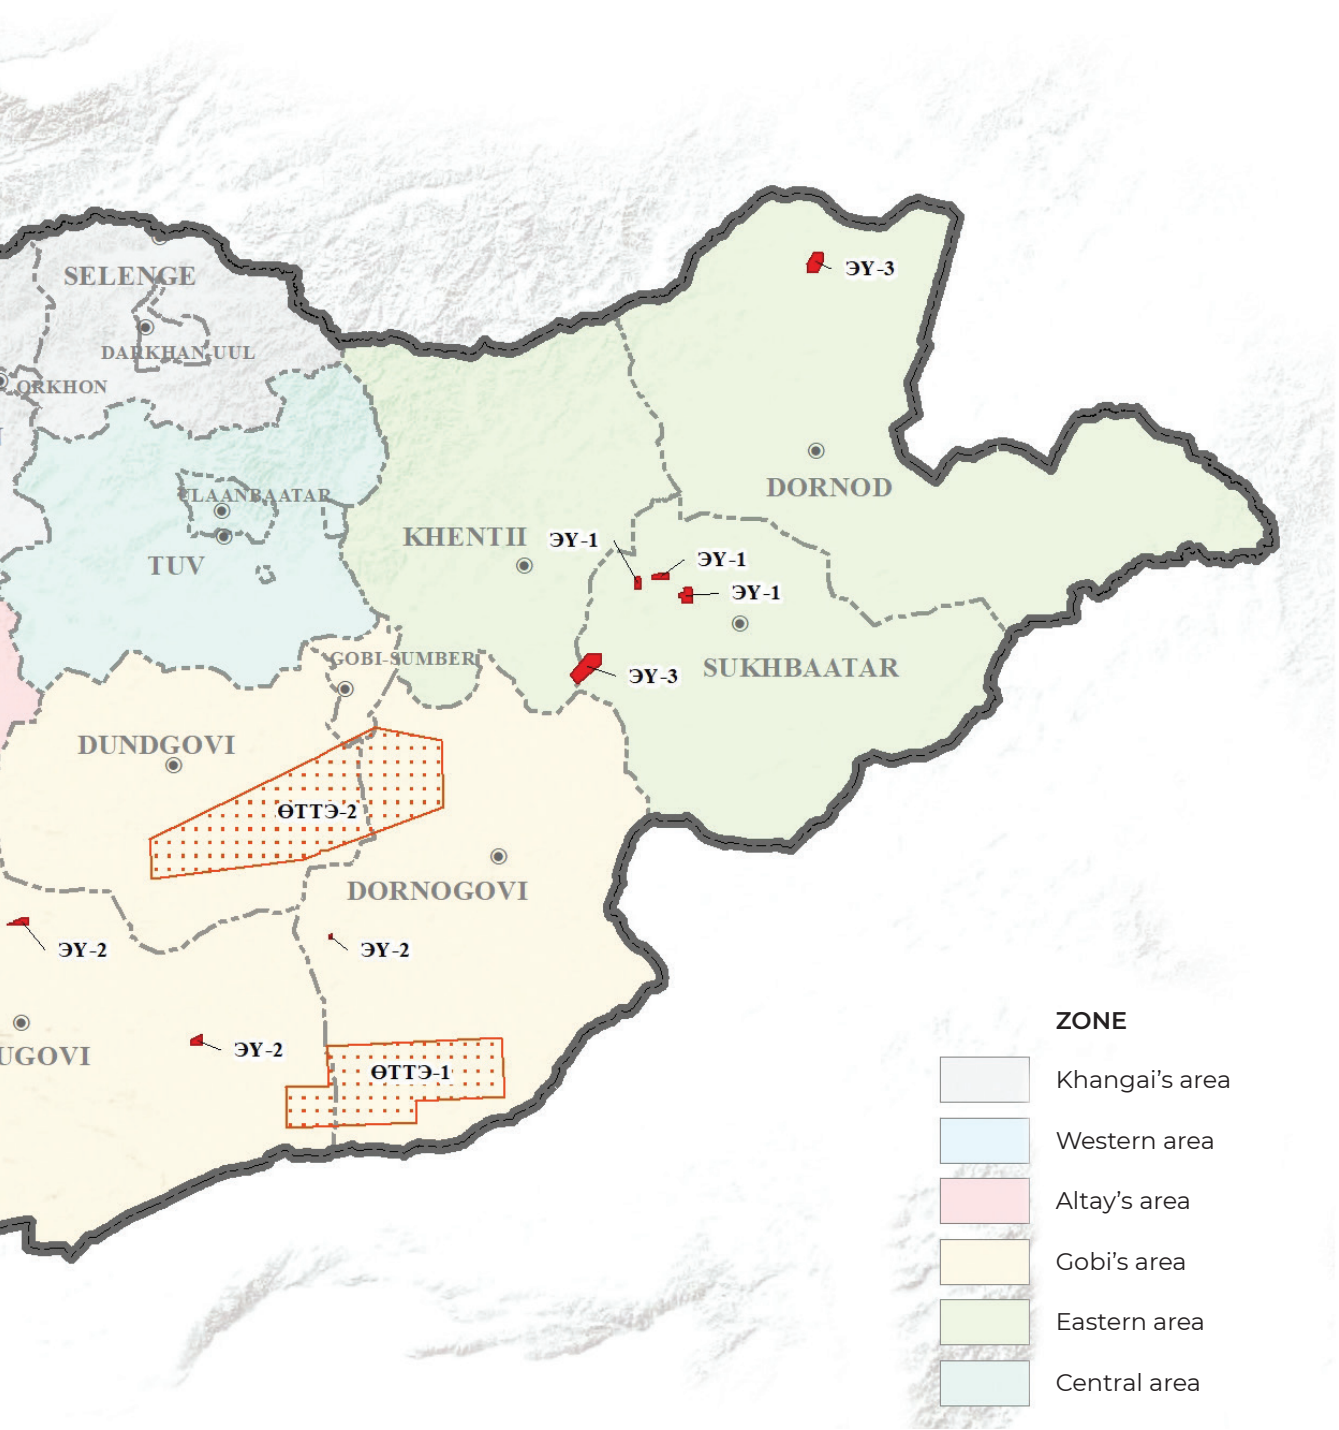 ЭҮ-3
SELENGE
DARKHAN-UUL
ORKHON
ULAANBAATAR
DORNOD
KHENTII
ЭҮ-1
ЭҮ-1
TUV
ЭҮ-1
GOBI-SUMBER
SUKHBAATAR
ЭҮ-3
DUNDGOVI
ӨТТЭ-2
DORNOGOVI
ЭҮ-2
ЭҮ-2
ЭҮ-2
UGOVI
ӨТТЭ-1
ZONE
Khangai’s area
Western area
Altay’s area
Gobi’s area
Eastern area
Central area